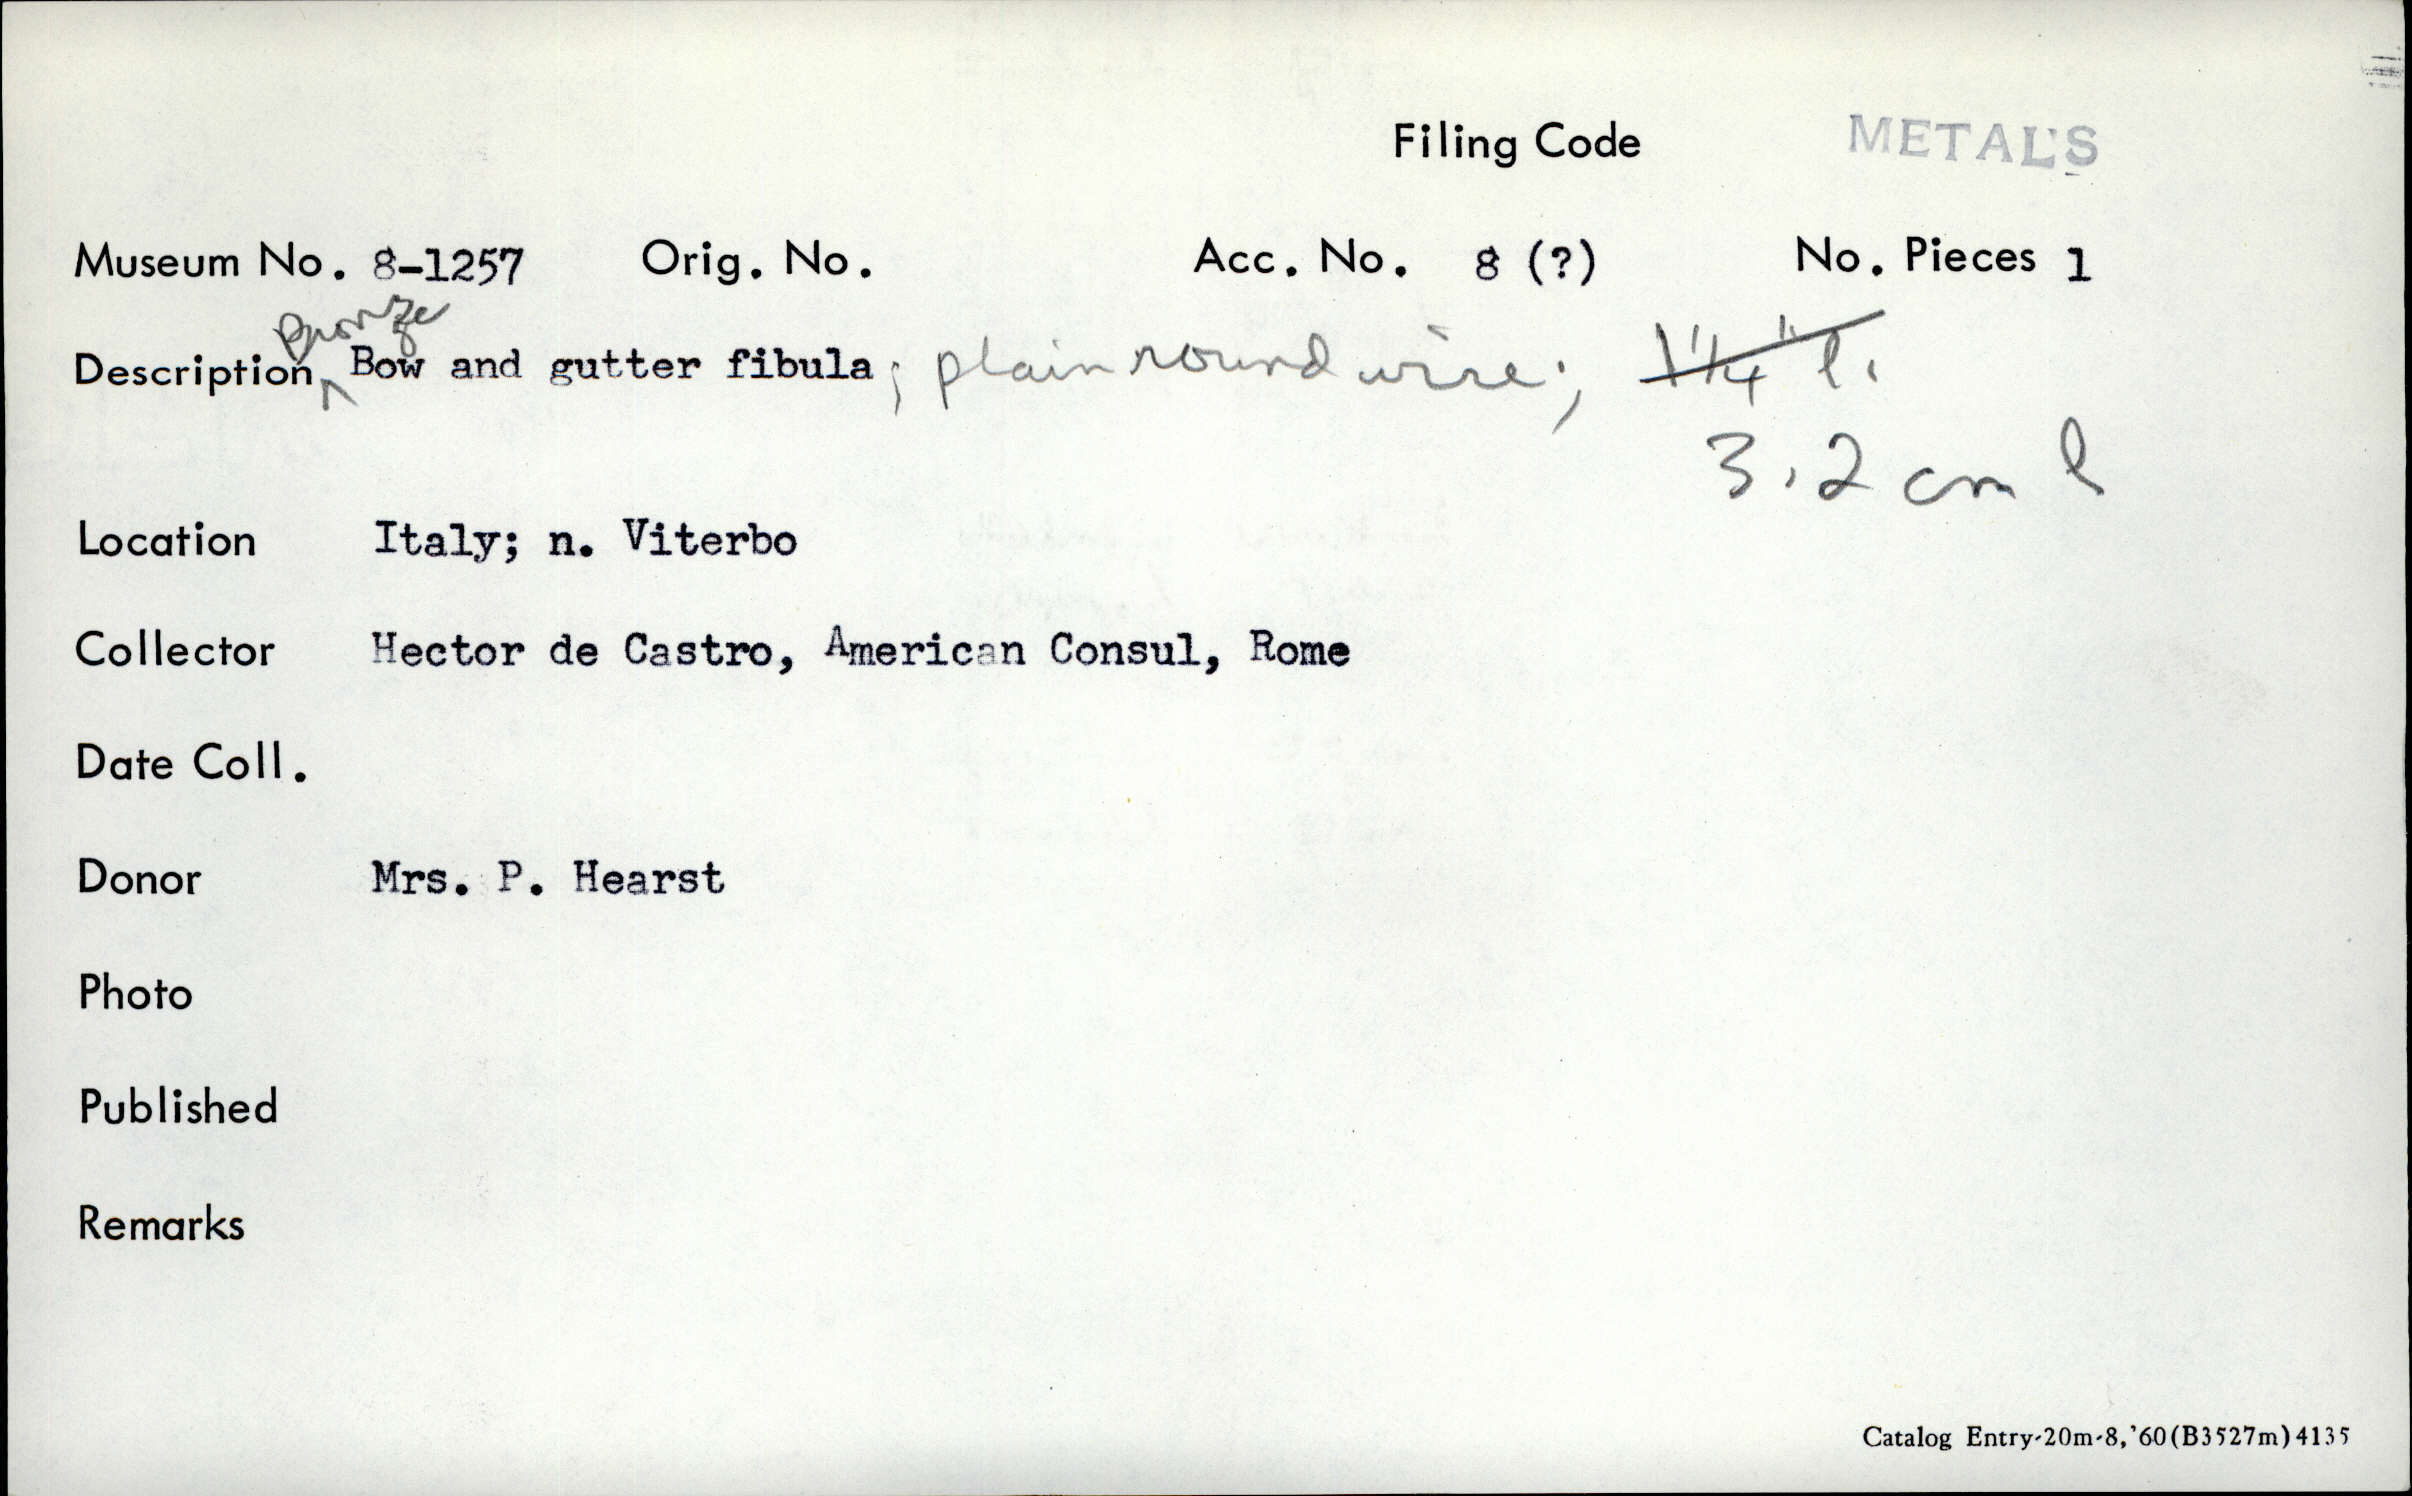 Filing Code METALS
Museum No. 8-1257 Orig. No. Acc. No. 8 (?) No. Pieces 1
Bronze
Description Bow and gutter fibula; plain round wire; 1 1/4" l.
3.2 cm l
Location Italy; n. Viterbo
Collector Hector de Castro, American Consul, Rome
Date Coll.
Donor Mrs. P. Hearst
Photo
Published
Remarks
Catalog Entry-20m-8,'60(B3527m)4135